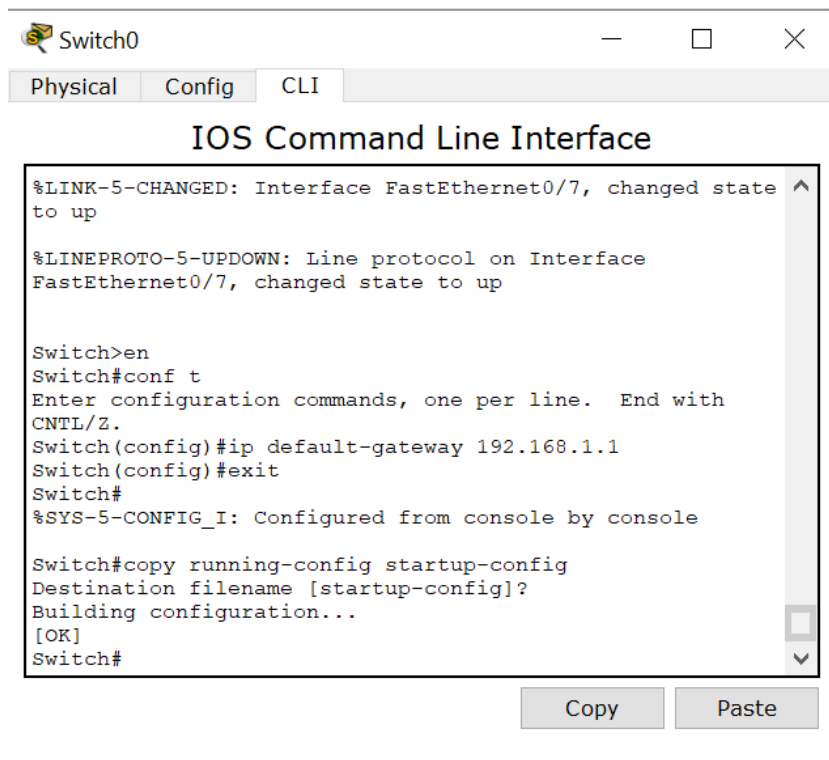 Switch0
Physical Config CLI
IOS Command Line Interface
%LINK-5-CHANGED: Interface FastEthernet0/7, changed state
to up
%LINEPROTO-5-UPDOWN: Line protocol on Interface
FastEthernet0/7, changed state to up
Switch>en
Switch#conf t
Enter configuration commands, one per line.  End with
CNTL/Z.
Switch(config)#ip default-gateway 192.168.1.1
Switch(config)#exit
Switch#
%SYS-5-CONFIG_I: Configured from console by console
Switch#copy running-config startup-config
Destination filename [startup-config]?
Building configuration...
[OK]
Switch#
Copy Paste